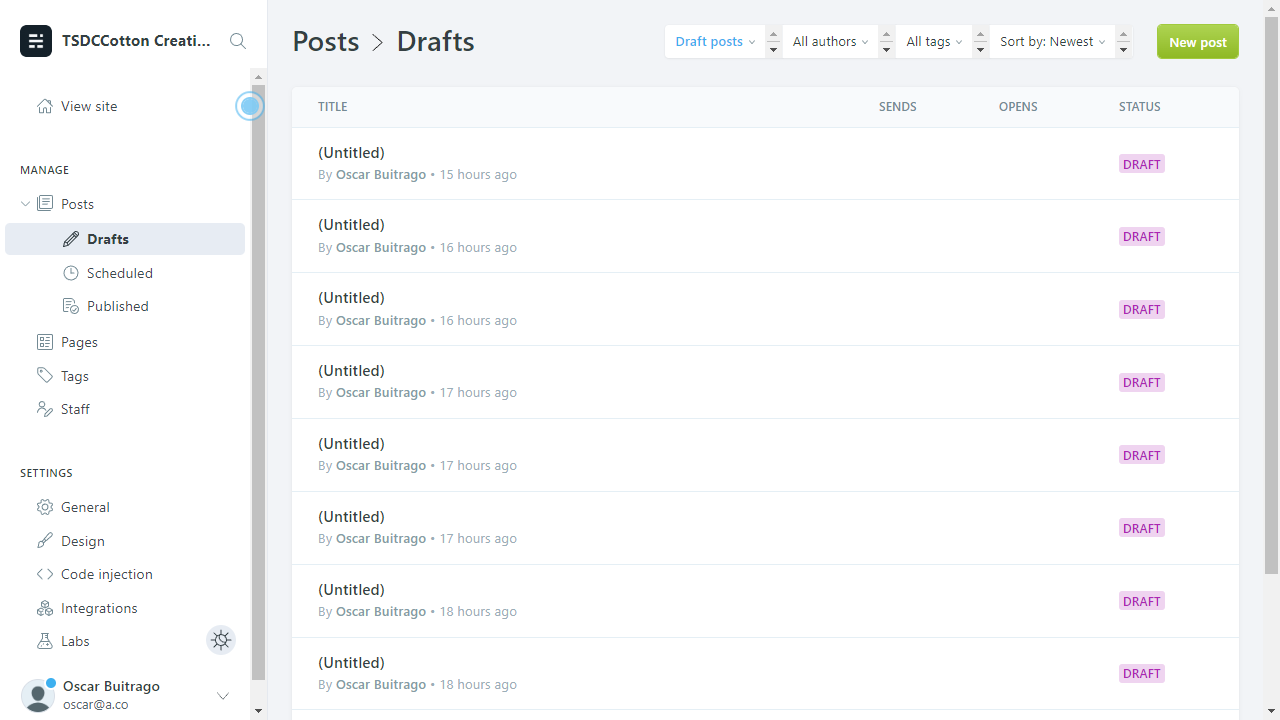 TSDCCotton Creati...
View site
MANAGE
Posts
Drafts
Scheduled
Published
Pages
Tags
Staff
SETTINGS
General
Design
Code injection
Integrations
Labs
Oscar Buitrago
oscar@a.co
Posts > Drafts
Draft posts
All authors
All tags
Sort by: Newest
New post
TITLE SENDS OPENS STATUS
(Untitled)
By Oscar Buitrago • 15 hours ago
DRAFT
(Untitled)
By Oscar Buitrago • 16 hours ago
DRAFT
(Untitled)
By Oscar Buitrago • 16 hours ago
DRAFT
(Untitled)
By Oscar Buitrago • 17 hours ago
DRAFT
(Untitled)
By Oscar Buitrago • 17 hours ago
DRAFT
(Untitled)
By Oscar Buitrago • 17 hours ago
DRAFT
(Untitled)
By Oscar Buitrago • 18 hours ago
DRAFT
(Untitled)
By Oscar Buitrago • 18 hours ago
DRAFT